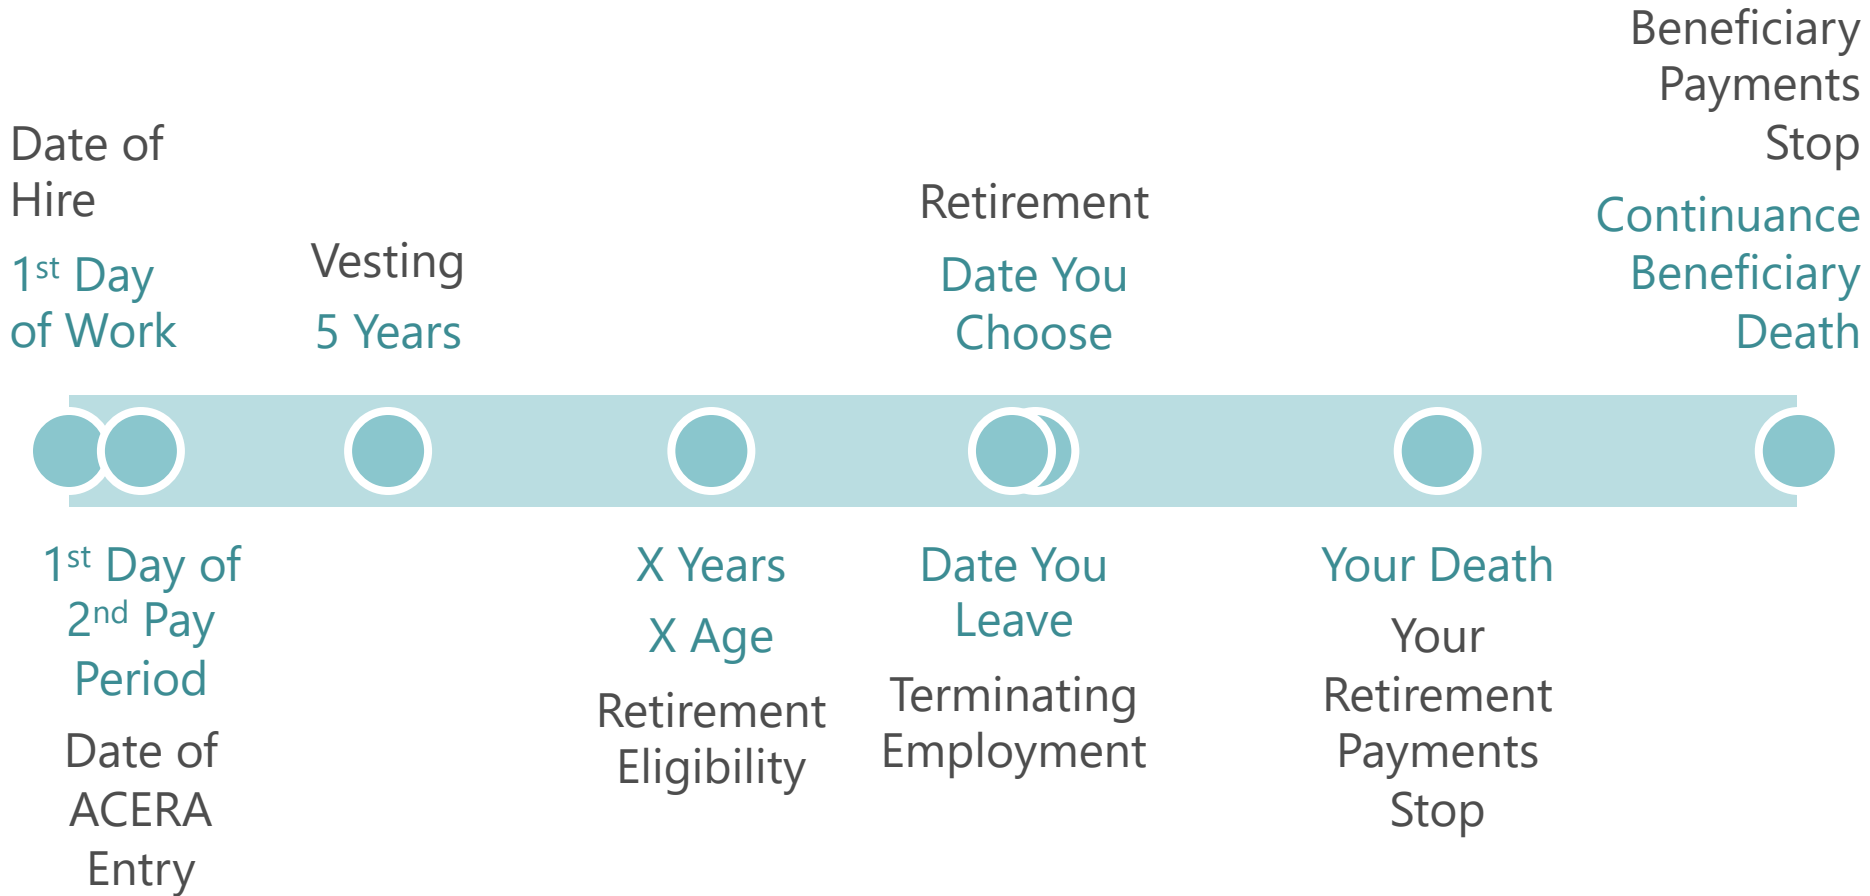 Date of
Hire
1st Day
of Work
1st Day of
2nd Pay
Period
Date of
ACERA
Entry
Vesting
5 Years
X Years
X Age
Retirement
Eligibility
Retirement
Date You
Choose
Date You
Leave
Terminating
Employment
Your Death
Your
Retirement
Payments
Stop
Beneficiary
Payments
Stop
Continuance
Beneficiary
Death